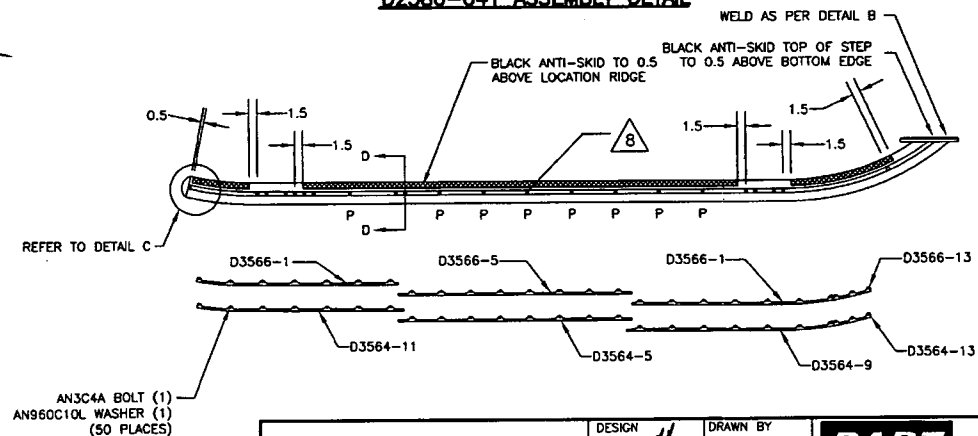 WELD AS PER DETAIL B
BLACK ANTI-SKID TO 0.5
ABOVE LOCATION RIDGE
BLACK ANTI-SKID TOP OF STEP
TO 0.5 ABOVE BOTTOM EDGE
0.5
1.5
1.5
1.5
1.5
1.5
8
D
D
P P P P P P P P
REFER TO DETAIL C
D3566-1
D3566-5
D3566-1
D3566-13
D3564-11
D3564-5
D3564-9
D3564-13
AN3C4A BOLT (1)
AN960C10L WASHER (1)
(50 PLACES)
DESIGN
DRAWN BY